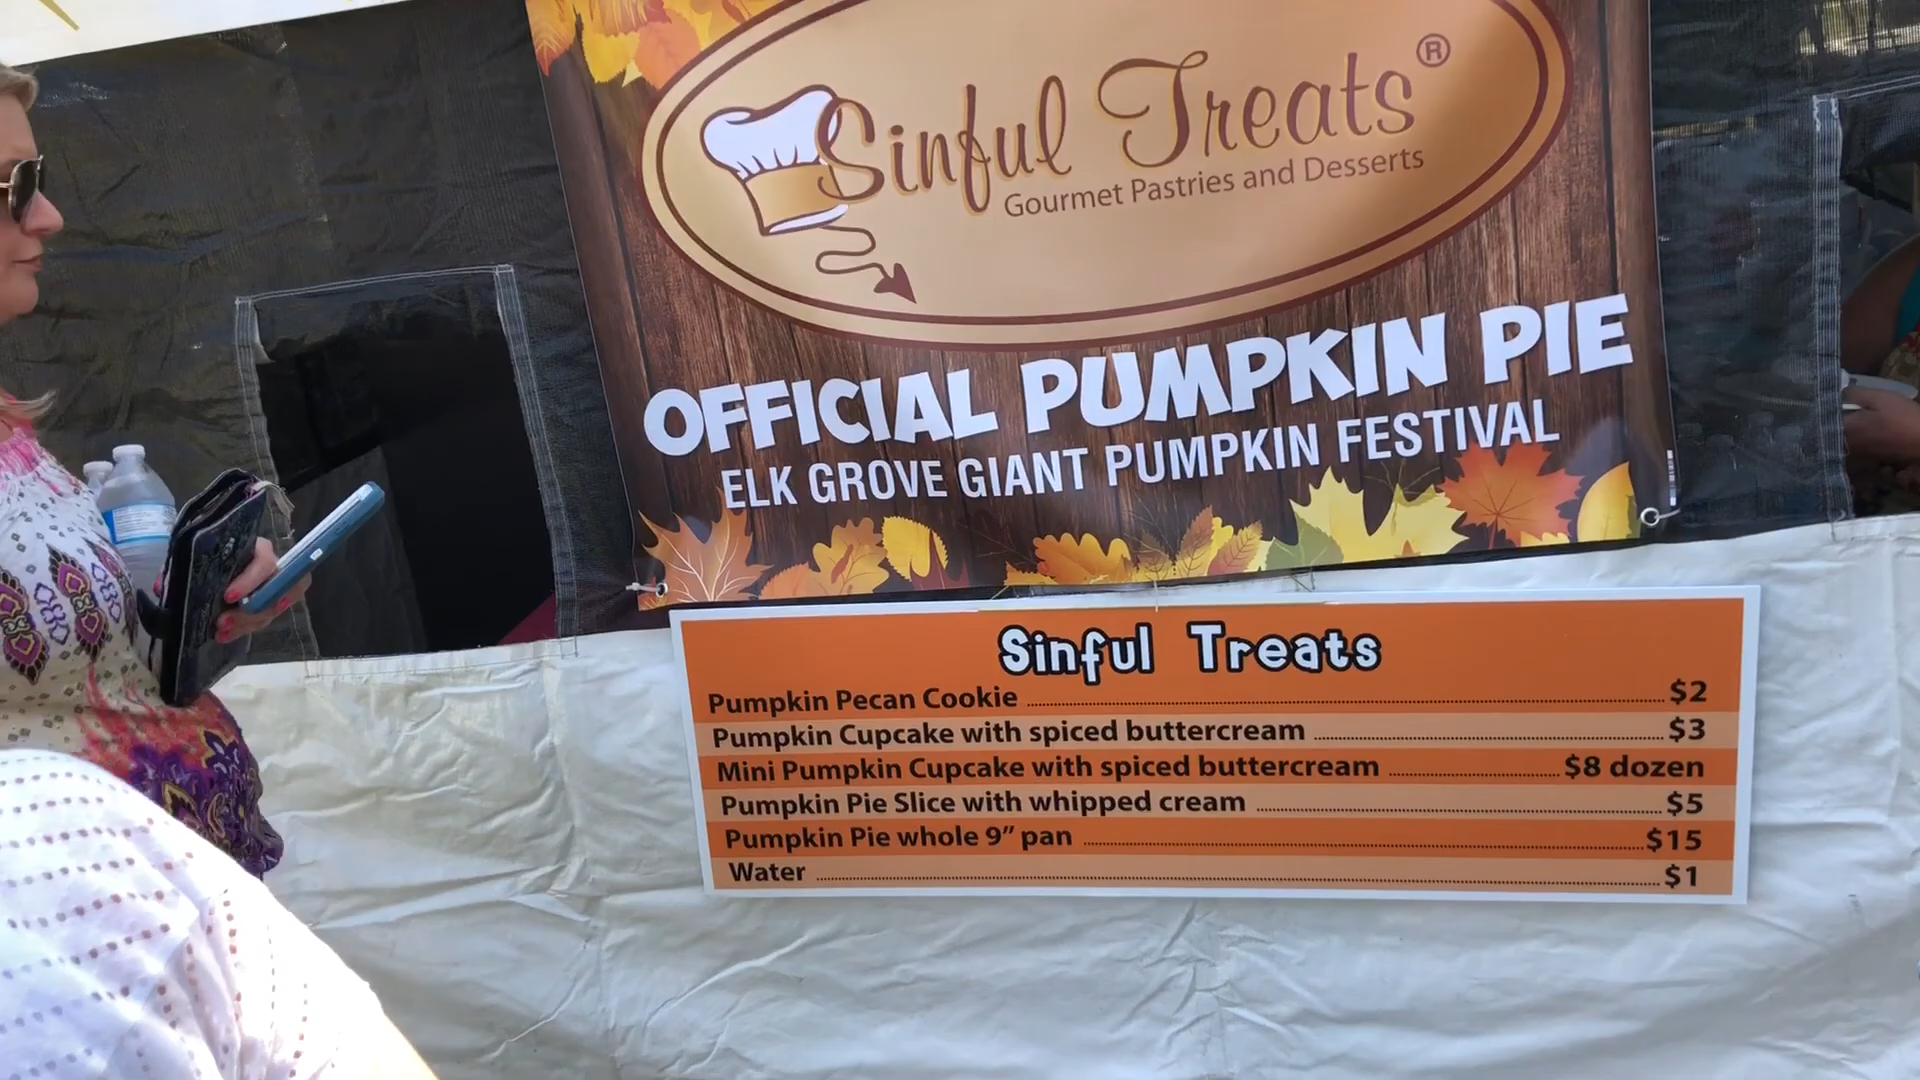 Sinful Treats®
Gourmet Pastries and Desserts
OFFICIAL PUMPKIN PIE
ELK GROVE GIANT PUMPKIN FESTIVAL
Sinful Treats
Pumpkin Pecan Cookie $2
Pumpkin Cupcake with spiced buttercream $3
Mini Pumpkin Cupcake with spiced buttercream $8 dozen
Pumpkin Pie Slice with whipped cream $5
Pumpkin Pie whole 9” pan $15
Water $1